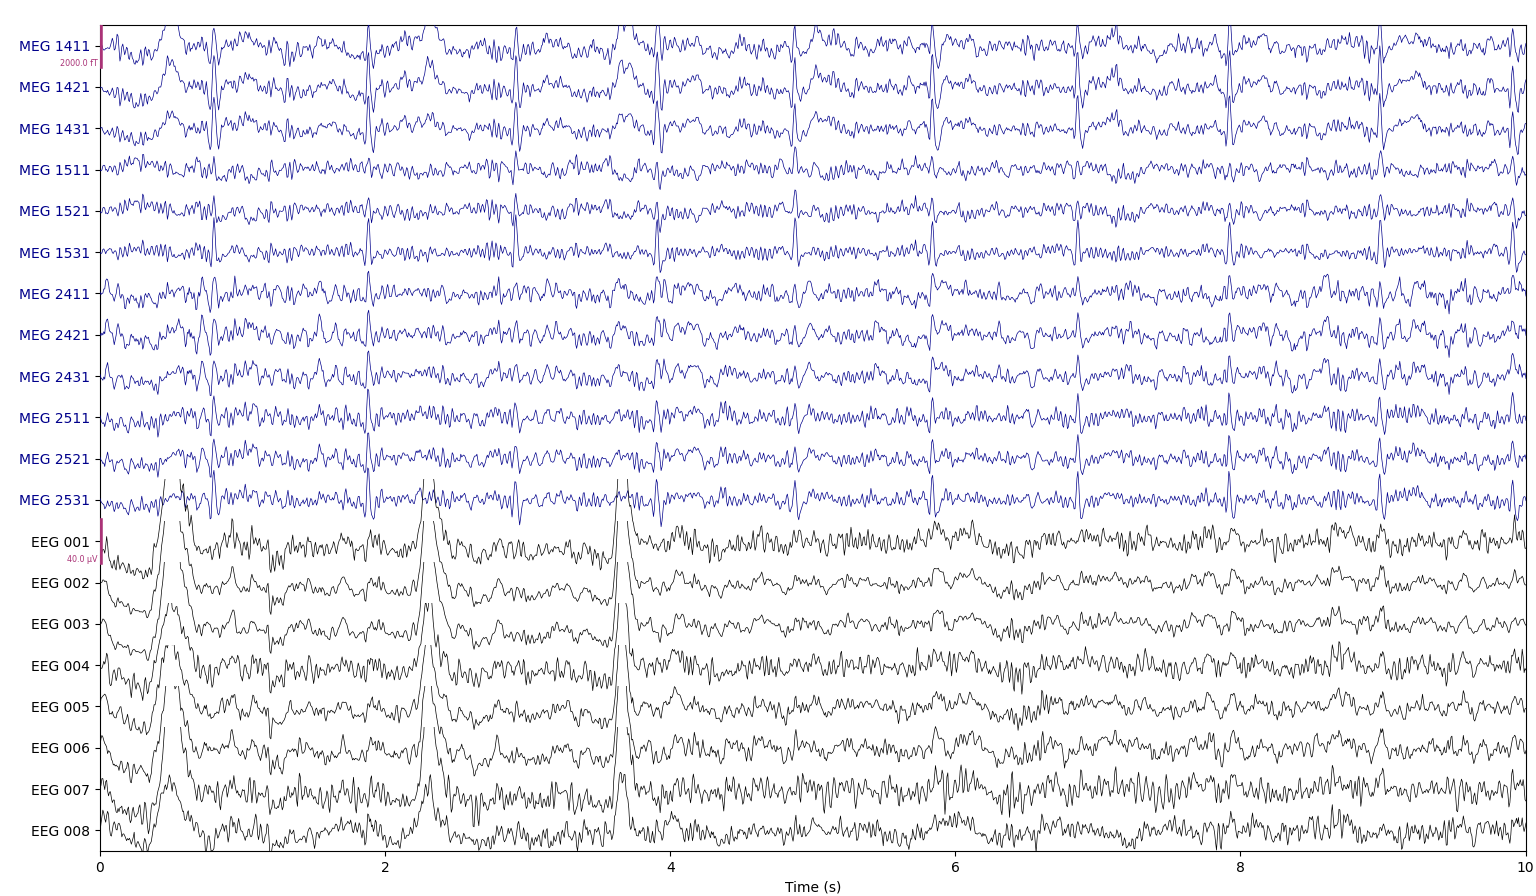 MEG 1411
2000.0 fT
MEG 1421
MEG 1431
MEG 1511
MEG 1521
MEG 1531
MEG 2411
MEG 2421
MEG 2431
MEG 2511
MEG 2521
MEG 2531
EEG 001
40.0 µV
EEG 002
EEG 003
EEG 004
EEG 005
EEG 006
EEG 007
EEG 008
0 2 4 6 8 10
Time (s)